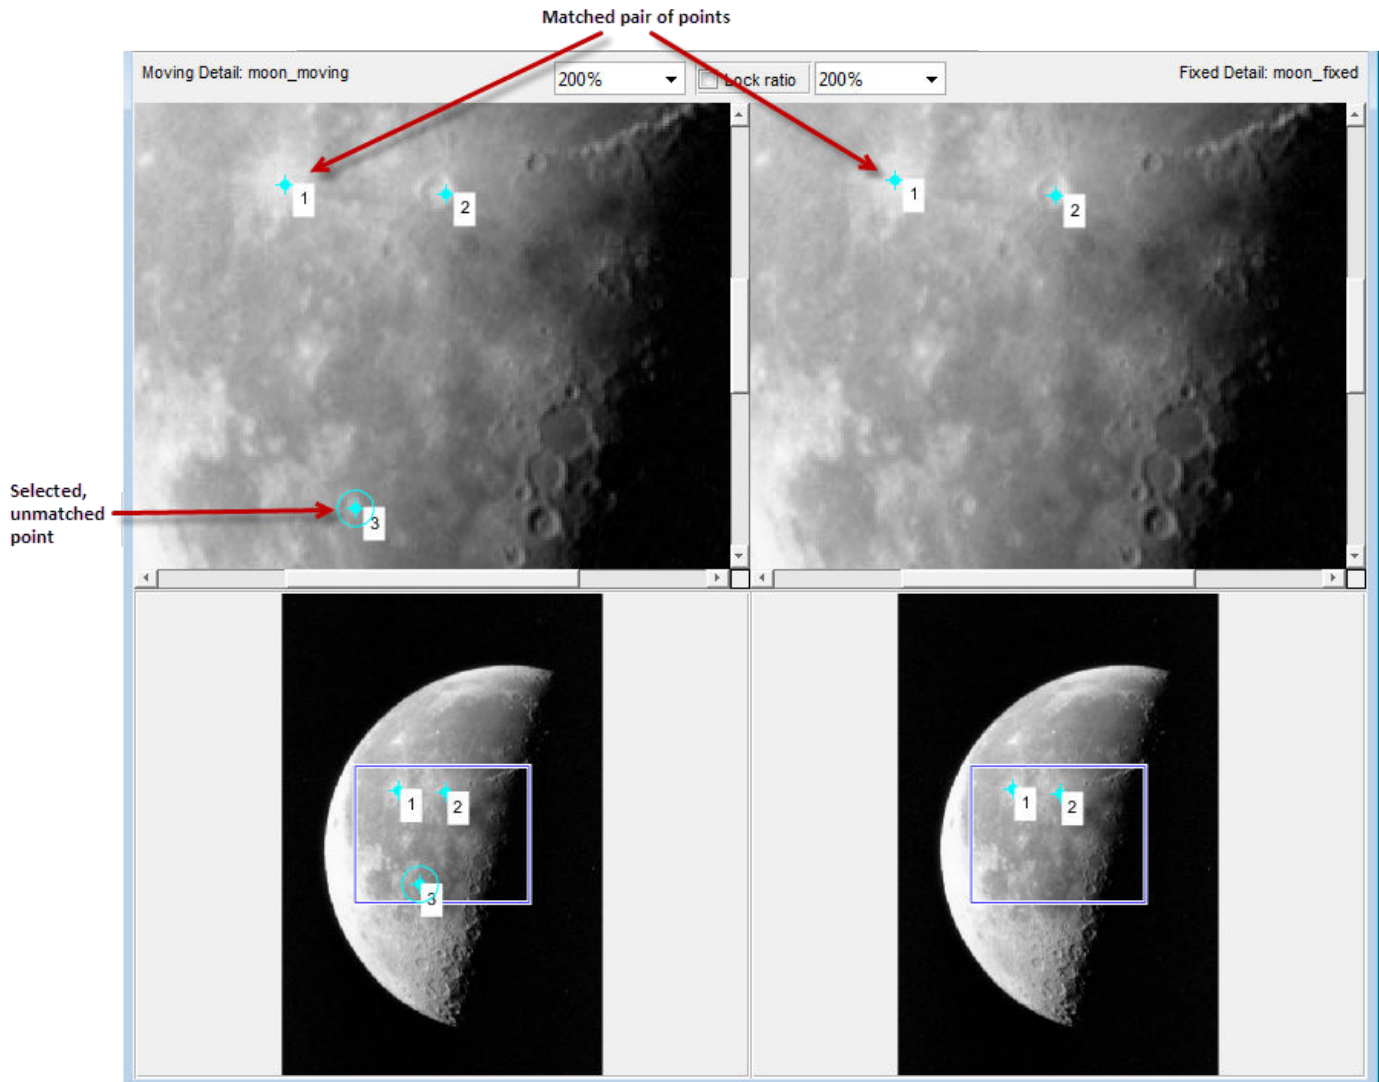 Matched pair of points
Moving Detail: moon_moving
200%
Lock ratio
200%
Fixed Detail: moon_fixed
1
2
1
2
Selected,
unmatched
point
3
1
2
3
1
2